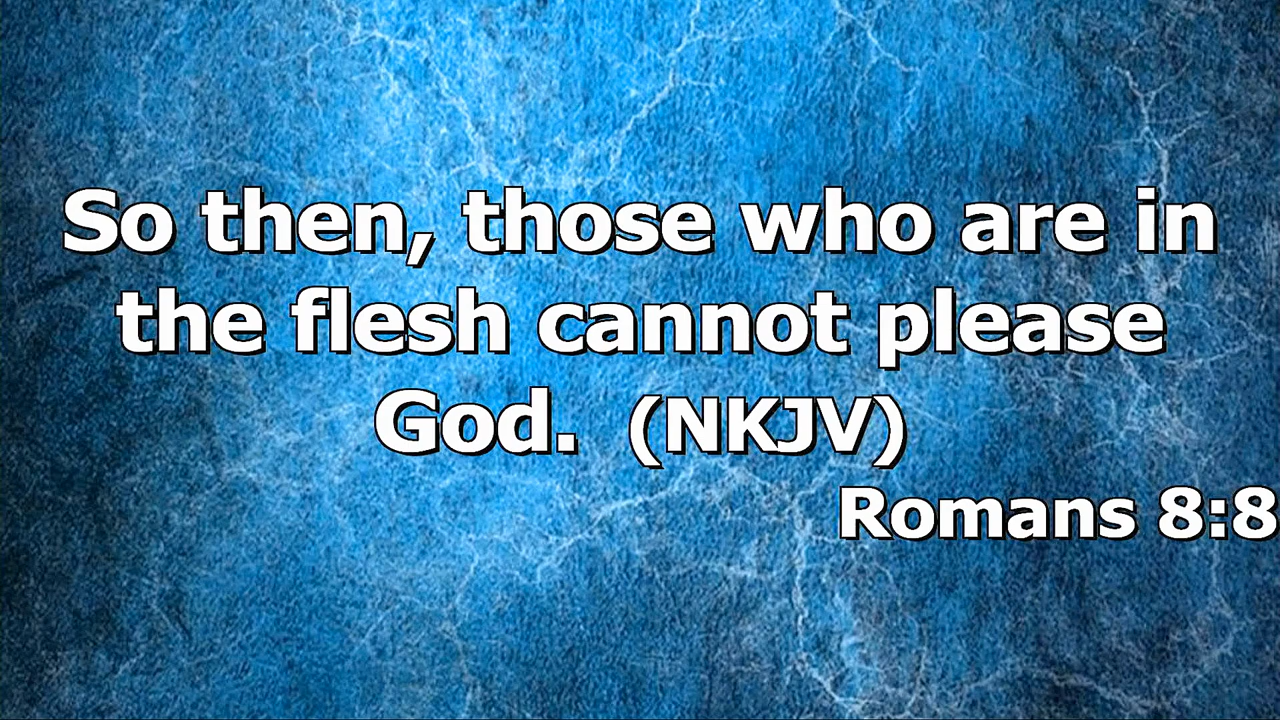 So then, those who are in
the flesh cannot please
God. (NKJV)
Romans 8:8